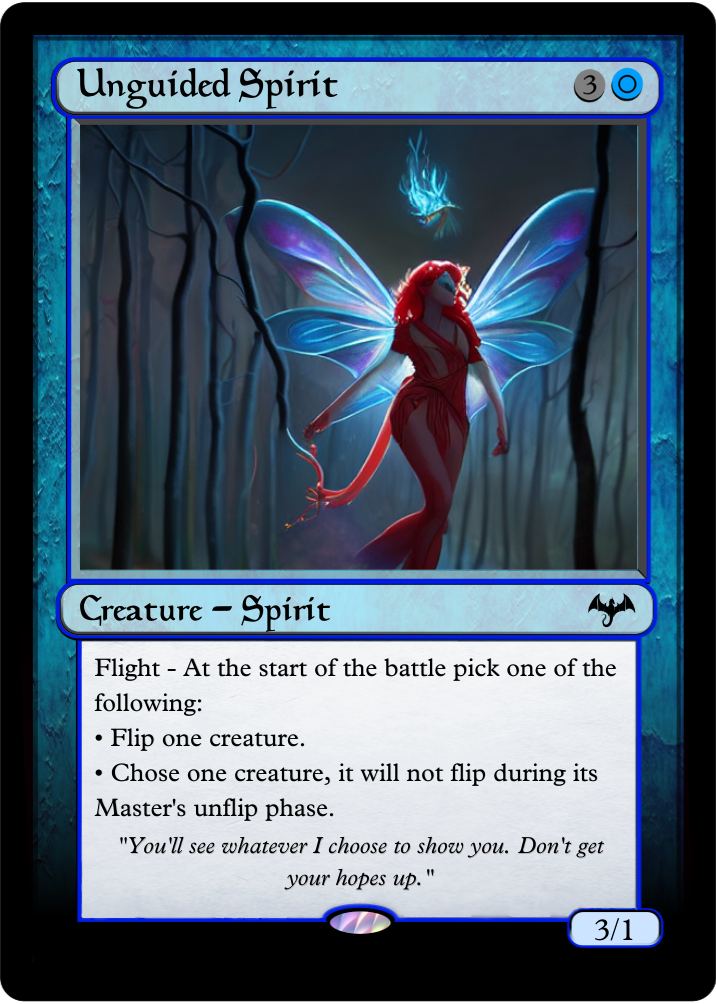 Unguided Spirit 3
Creature – Spirit
Flight - At the start of the battle pick one of the
following:
• Flip one creature.
• Chose one creature, it will not flip during its
Master's unflip phase.
"You'll see whatever I choose to show you. Don't get
your hopes up."
3/1